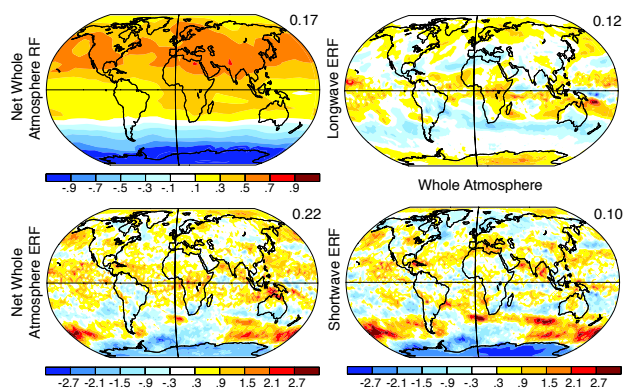 0.17
Net Whole
Atmosphere RF
0.12
Longwave ERF
-.9 -.7 -.5 -.3 -.1 .1 .3 .5 .7 .9
Whole Atmosphere
0.22
Net Whole
Atmosphere ERF
0.10
Shortwave ERF
-2.7 -2.1 -1.5 -.9 -.3 .3 .9 1.5 2.1 2.7
-2.7 -2.1 -1.5 -.9 -.3 .3 .9 1.5 2.1 2.7